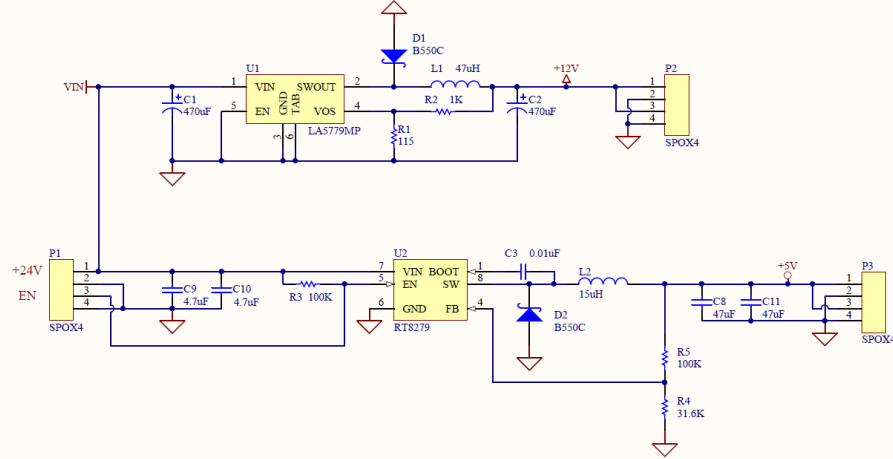 D1
B550C
+12V
P2
U1
L1 47uH
VIN
1
VIN
SWOUT
2
1
2
3
4
R2 1K
C1
470uF
5
EN
GND
TAB
VOS
4
C2
470uF
3
6
LA5779MP
R1
115
SPOX4
P1
U2
C3 0.01uF
+24V
1
2
3
4
7
VIN
BOOT
1
L2
+5V
P3
EN
C9
4.7uF
C10
4.7uF
R3 100K
5
EN
SW
8
15uH
1
2
3
4
6
GND
FB
4
D2
B550C
C8
47uF
C11
47uF
SPOX4
RT8279
SPOX4
R5
100K
R4
31.6K